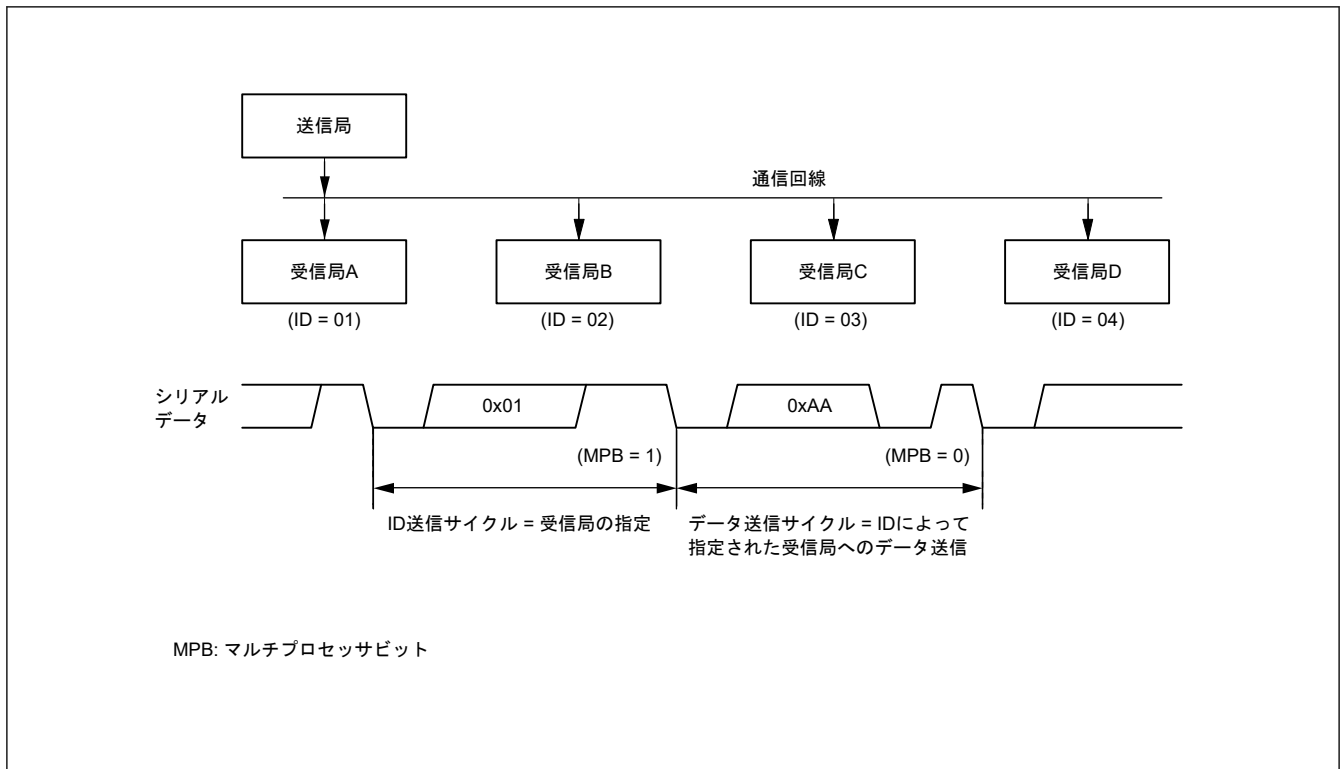 送信局
通信回線
受信局A
受信局B
受信局C
受信局D
(ID = 01)
(ID = 02)
(ID = 03)
(ID = 04)
シリアル
データ
0x01
0xAA
(MPB = 1)
(MPB = 0)
ID送信サイクル = 受信局の指定
データ送信サイクル = IDによって
指定された受信局へのデータ送信
MPB: マルチプロセッサビット